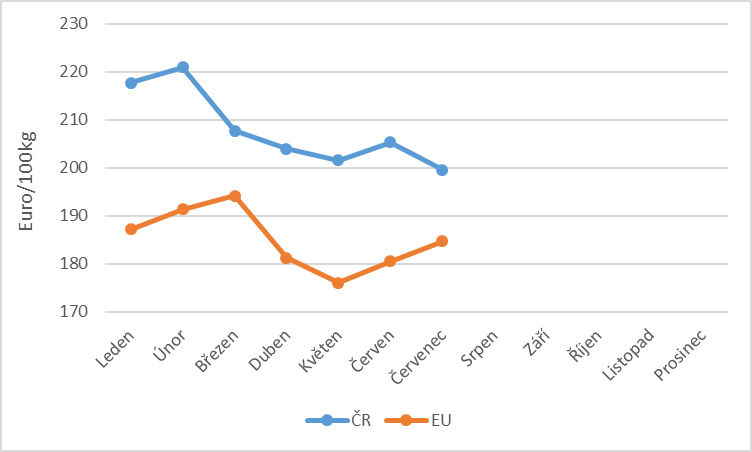 230
220
210
200
190
180
170
Euro/100kg
Leden
Únor
Březen
Duben
Květen
Červen
Červenec
Srpen
Září
Říjen
Listopad
Prosinec
ČR
EU